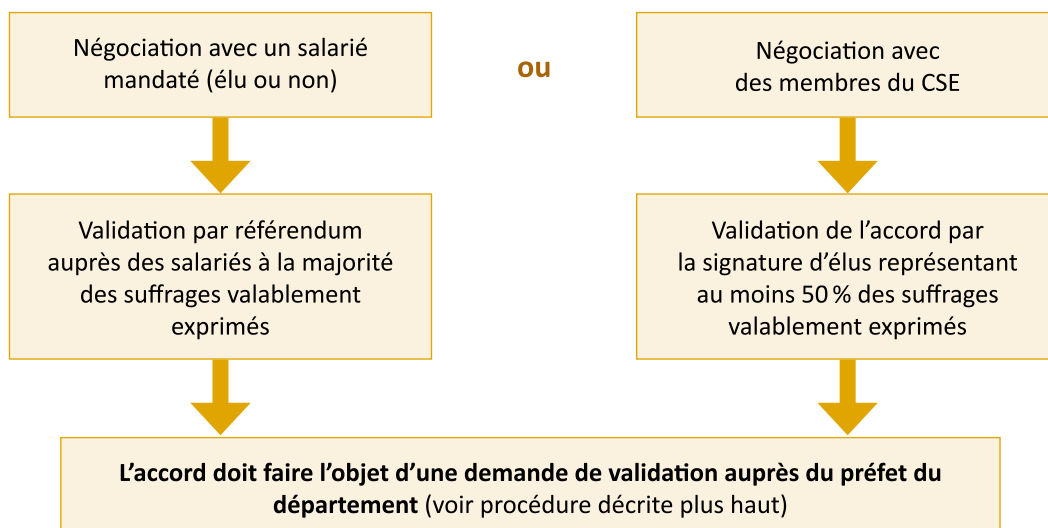 Négociation avec un salarié
mandaté (élu ou non)
ou
Négociation avec
des membres du CSE
Validation par référendum
auprès des salariés à la majorité
des suffrages valablement
exprimés
Validation de l’accord par
la signature d’élus représentant
au moins 50 % des suffrages
valablement exprimés
L’accord doit faire l’objet d’une demande de validation auprès du préfet du
département (voir procédure décrite plus haut)